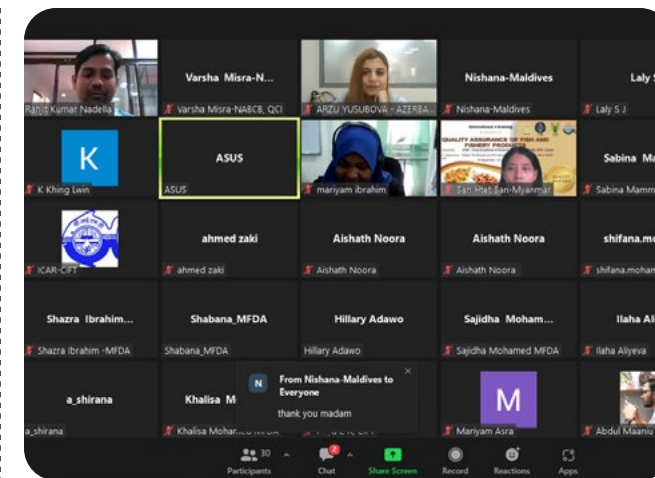 Ranjit Kumar Nadella
Varsha Misra-N...
Varsha Misra-NABCB, QCI
ARZU YUSUBOVA - AZERBA...
Nishana-Maldives
Nishana-Maldives
Laly S
Laly S J
K
K Khing Lwin
ASUS
ASUS
mariyam ibrahim
QUALITY ASSURANCE OF FISH AND
FISHERY PRODUCTS
San Htet San-Myanmar
Sabina Ma
Sabina Mamm
ICAR-CIFT
ahmed zaki
ahmed zaki
Aishath Noora
Aishath Noora
Aishath Noora
Aishath Noora
shifana.mo
shifana.mohan
Shazra Ibrahim...
Shazra Ibrahim -MFDA
Shabana_MFDA
Shabana_MFDA
Hillary Adawo
Hillary Adawo
Sajidha Moham...
Sajidha Mohamed MFDA
Ilaha Al
Ilaha Aliyeva
a_shirana
a_shirana
Khalisa M
Khalisa Moha
N
From Nishana-Maldives to
Everyone
thank you madam
M
Mariyam Asra
Abdul Maaniu
30
Participants
2
Chat
Share Screen
Record
Reactions
Apps